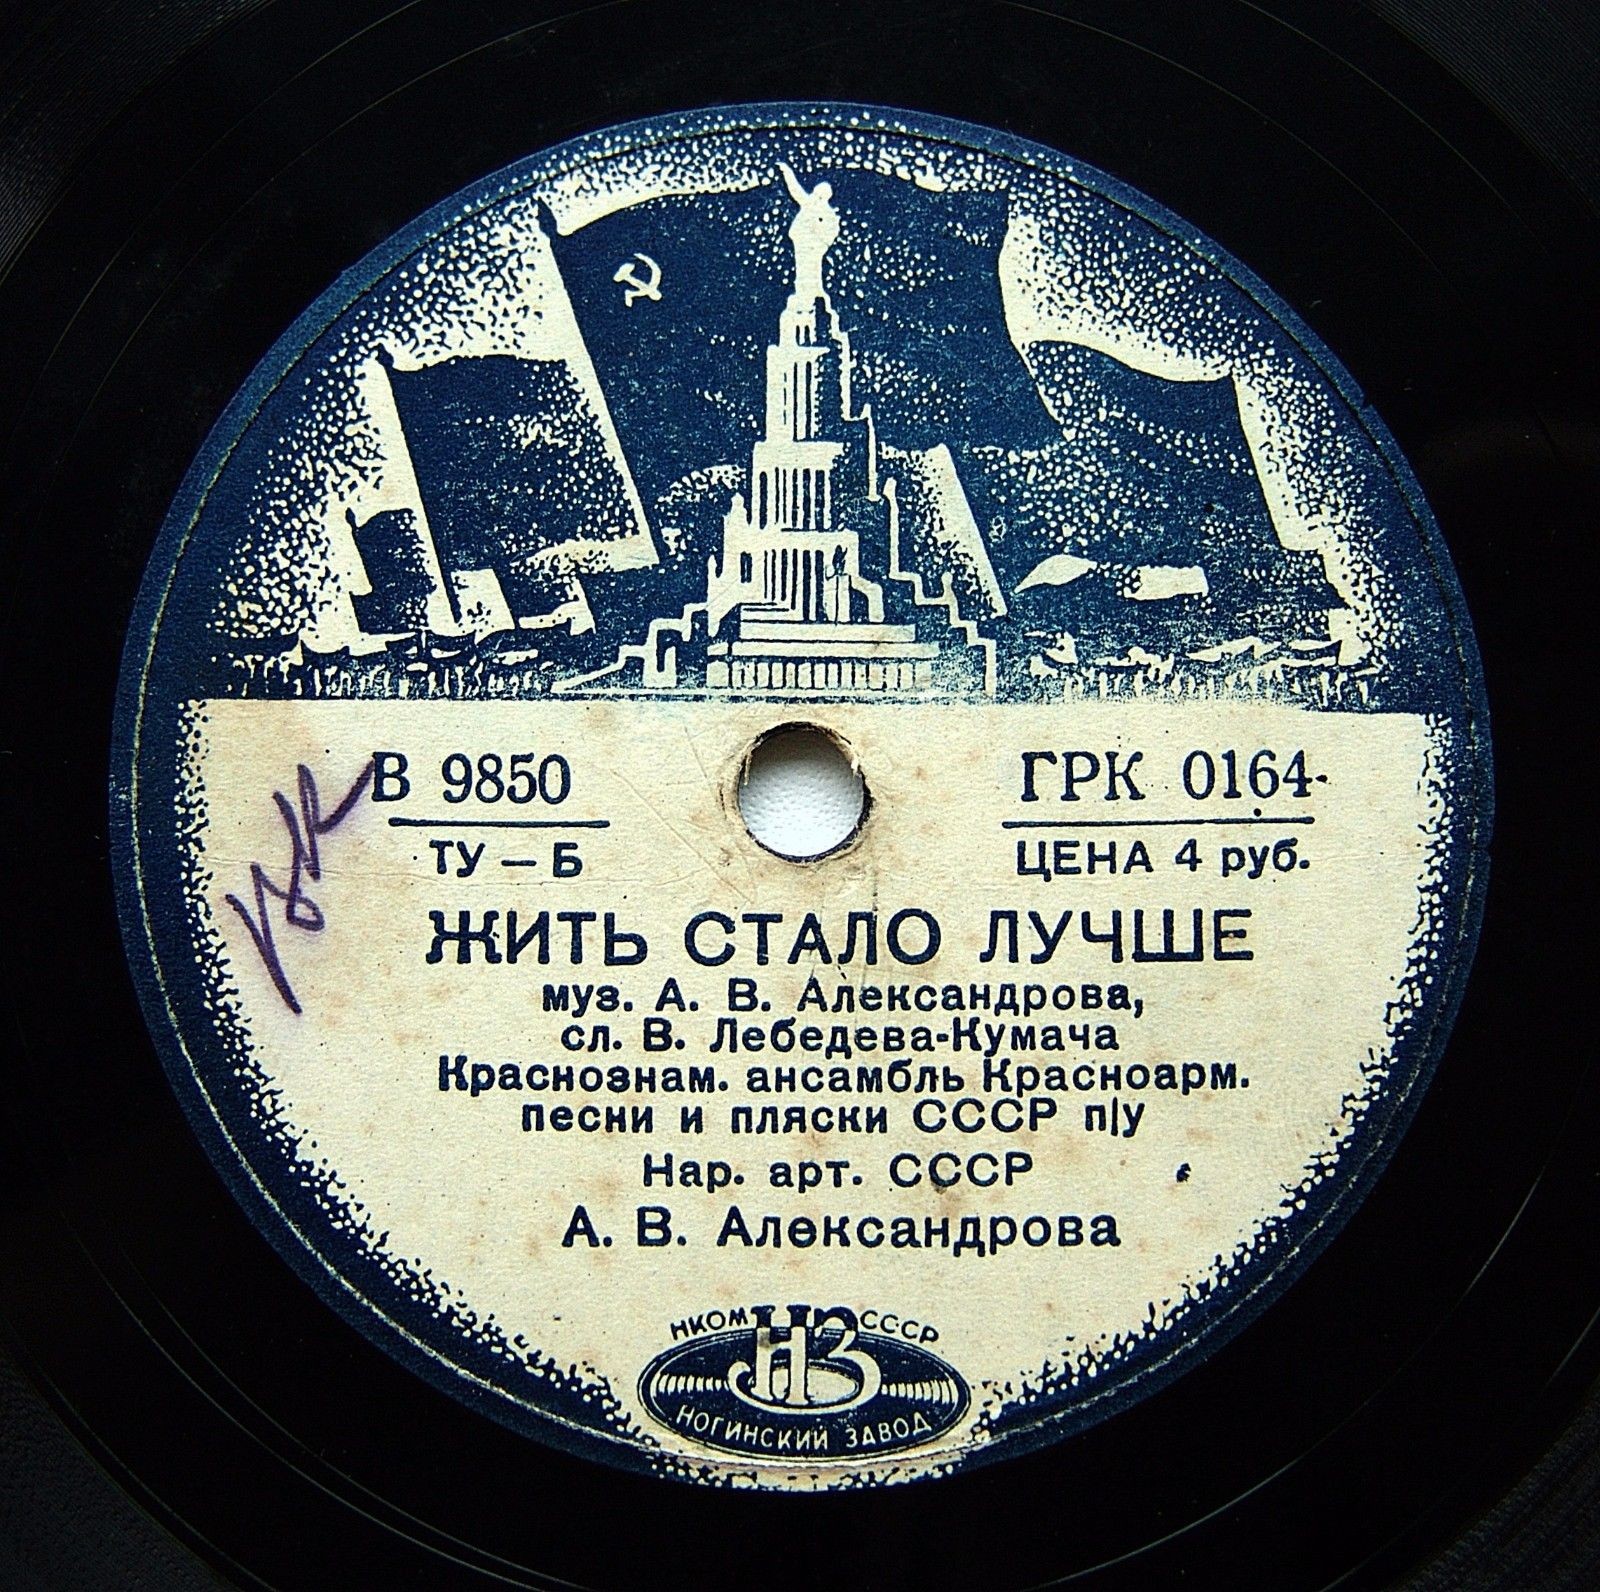 В 9850 ГРК 0164
ТУ – Б ЦЕНА 4 руб.
ЖИТЬ СТАЛО ЛУЧШЕ
муз. А. В. Александрова,
сл. В. Лебедева-Кумача
Краснознам. ансамбль Красноарм.
песни и пляски СССР п/у
Нар. арт. СССР
А. В. Александрова
НКОМ НЗ СССР
НОГИНСКИЙ ЗАВОД